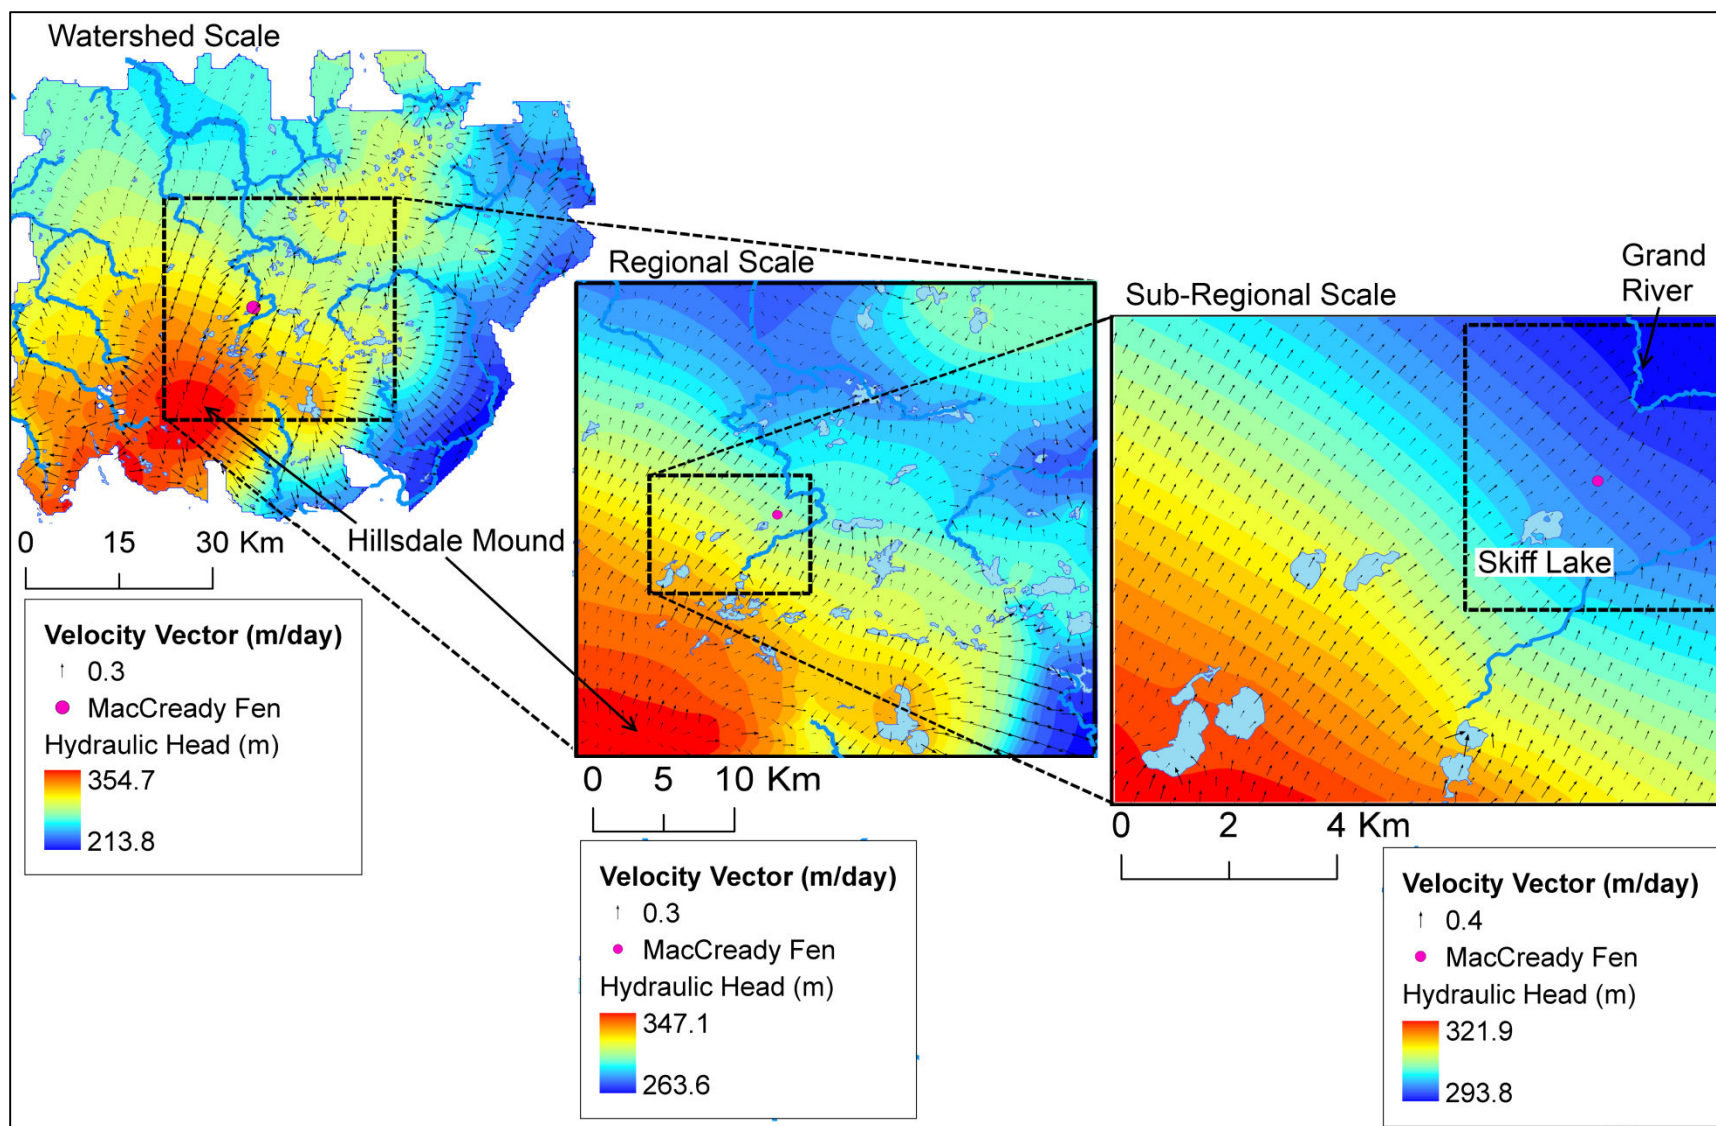 Watershed Scale
0 15 30 Km
Velocity Vector (m/day)
0.3
MacCready Fen
Hydraulic Head (m)
354.7
213.8
Hillsdale Mound
Regional Scale
0 5 10 Km
Velocity Vector (m/day)
0.3
MacCready Fen
Hydraulic Head (m)
347.1
263.6
Sub-Regional Scale
Grand
River
Skiff Lake
0 2 4 Km
Velocity Vector (m/day)
0.4
MacCready Fen
Hydraulic Head (m)
321.9
293.8